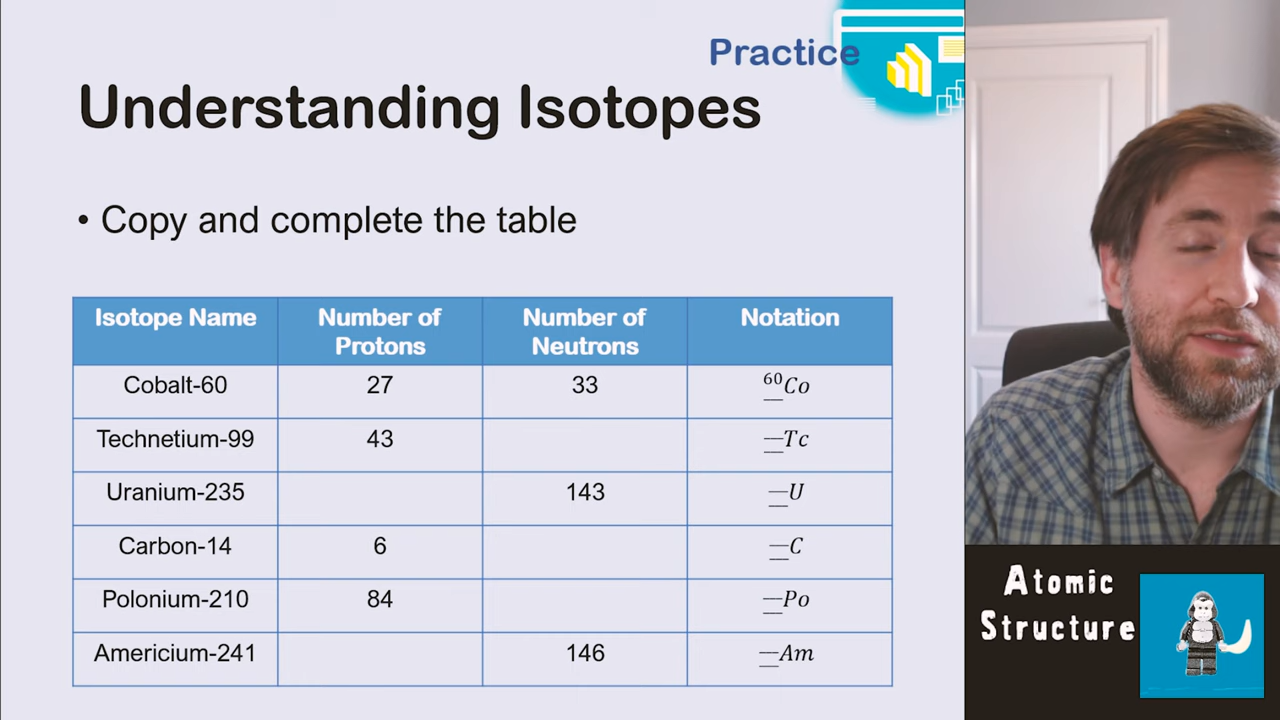 Practice
Understanding Isotopes
• Copy and complete the table
Isotope Name Number of Protons Number of Neutrons Notation
Cobalt-60 27 33 ⁶⁰Co
Technetium-99 43 Tc
Uranium-235 143 U
Carbon-14 6 C
Polonium-210 84 Po
Americium-241 146 Am
Atomic
Structure